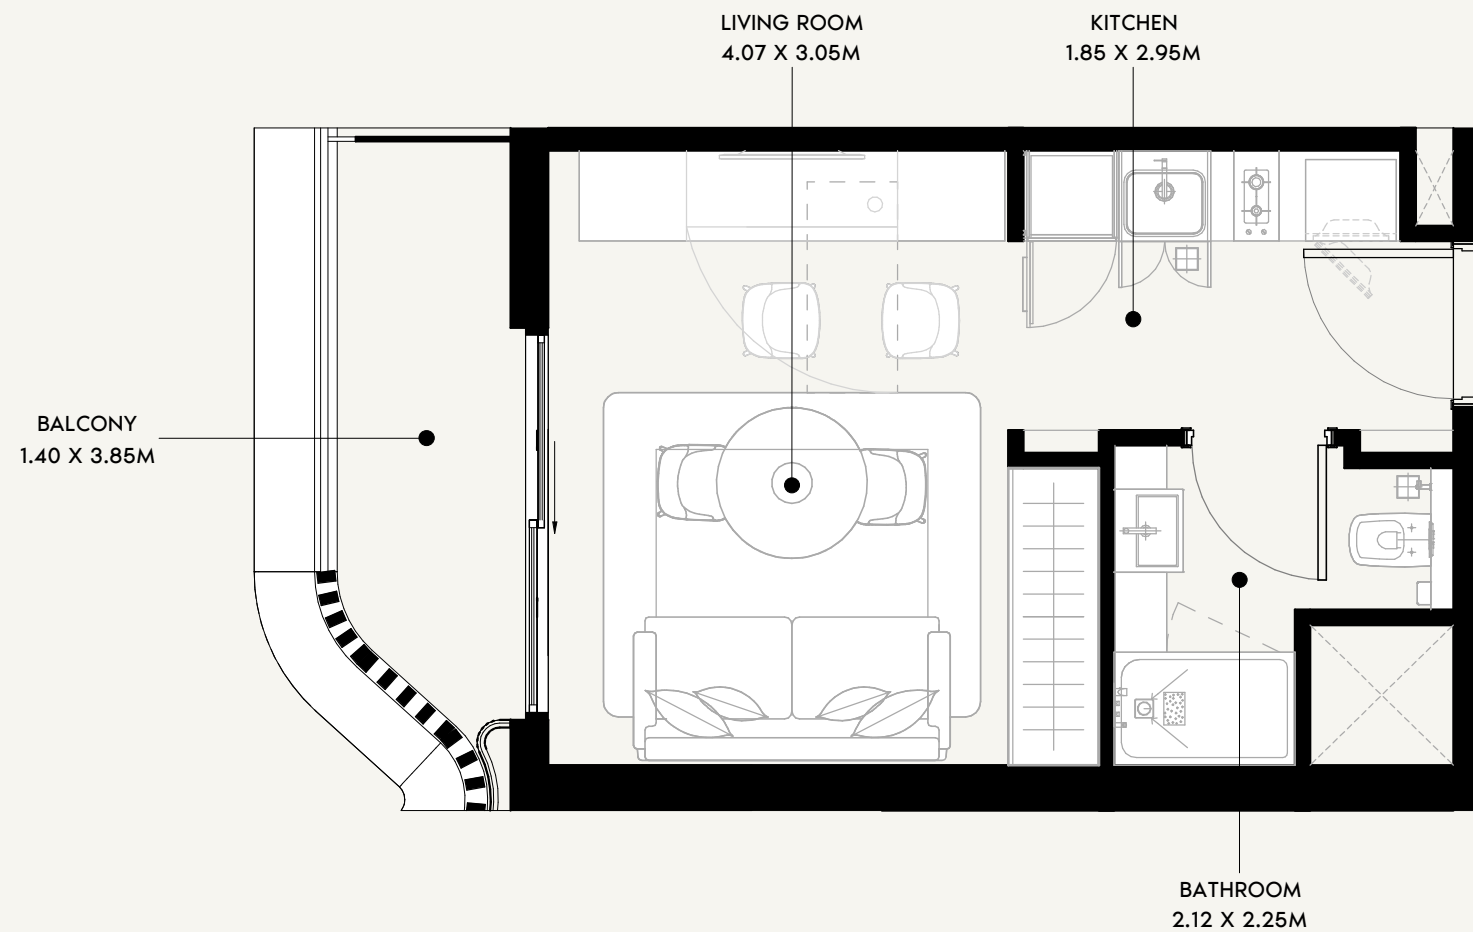 LIVING ROOM
4.07 X 3.05M
KITCHEN
1.85 X 2.95M
BALCONY
1.40 X 3.85M
BATHROOM
2.12 X 2.25M